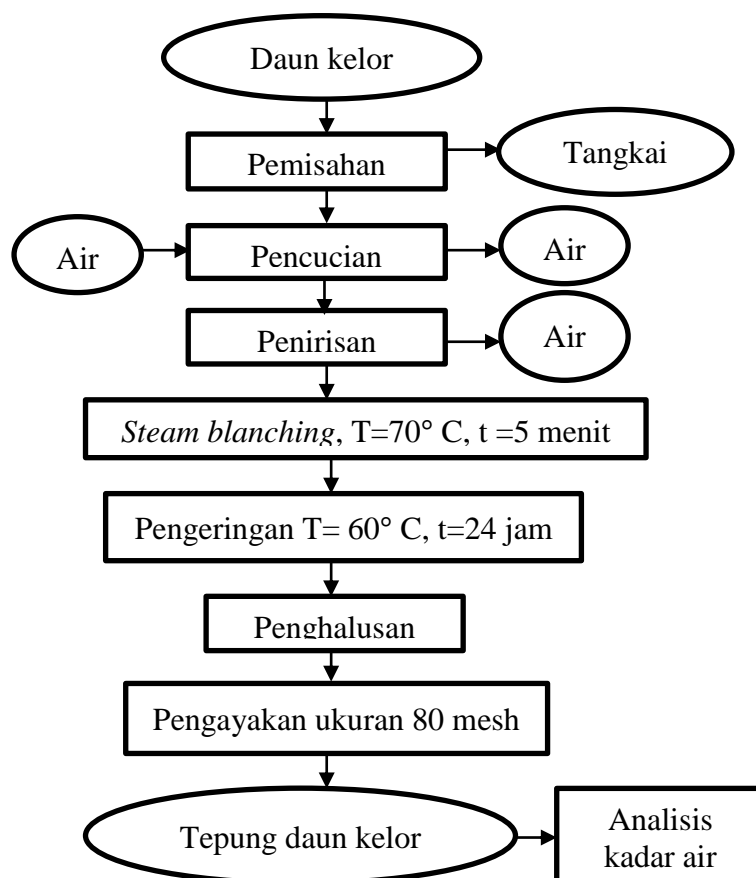 Daun kelor
Pemisahan
Tangkai
Air
Pencucian
Air
Penirisan
Air
Steam blanching, T=70° C, t =5 menit
Pengeringan T= 60° C, t=24 jam
Penghalusan
Pengayakan ukuran 80 mesh
Tepung daun kelor
Analisis
kadar air